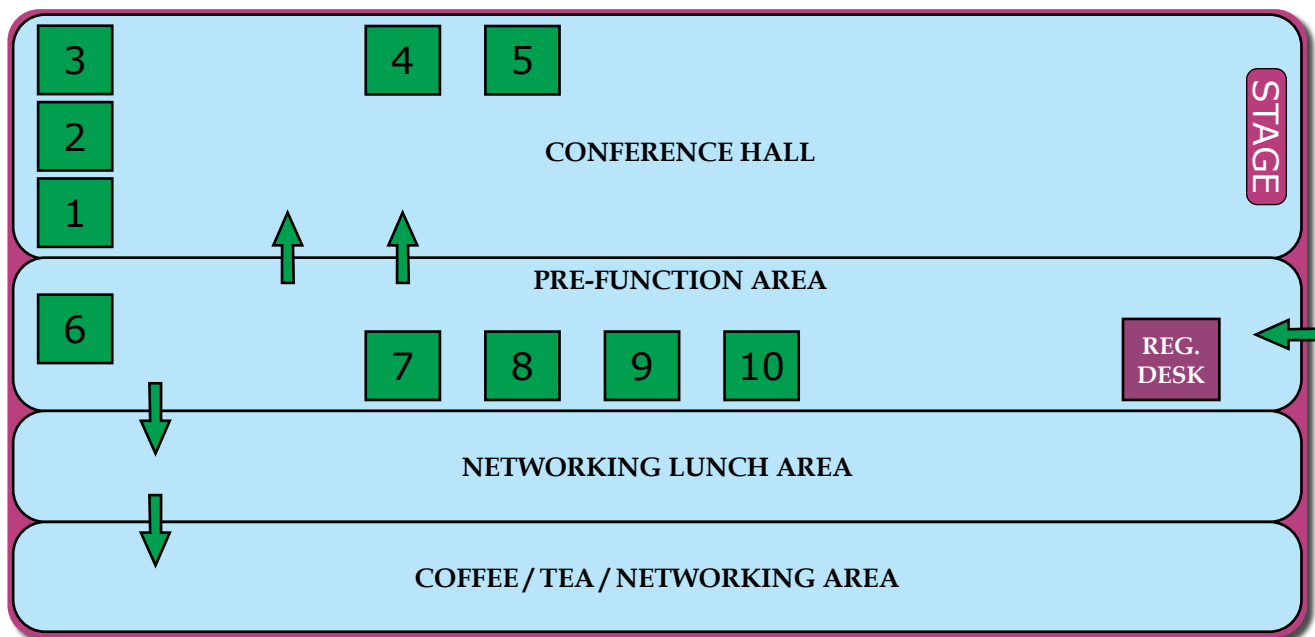 3
4
5
2
STAGE
CONFERENCE HALL
1
PRE-FUNCTION AREA
6
7
8
9
10
REG.
DESK
NETWORKING LUNCH AREA
COFFEE / TEA / NETWORKING AREA